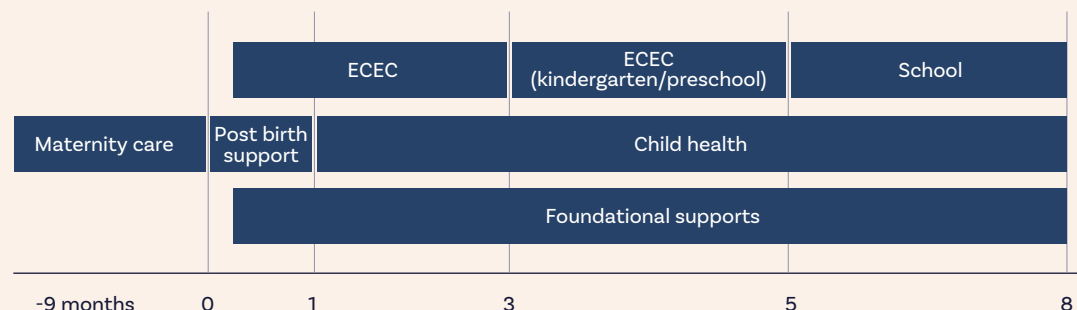 ECEC
ECEC
(kindergarten/preschool)
School
Maternity care
Post birth
support
Child health
Foundational supports
-9 months 0 1 3 5 8